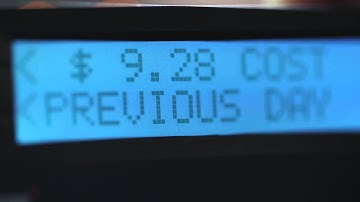 < $ 9.28 COST
<PREVIOUS DAY